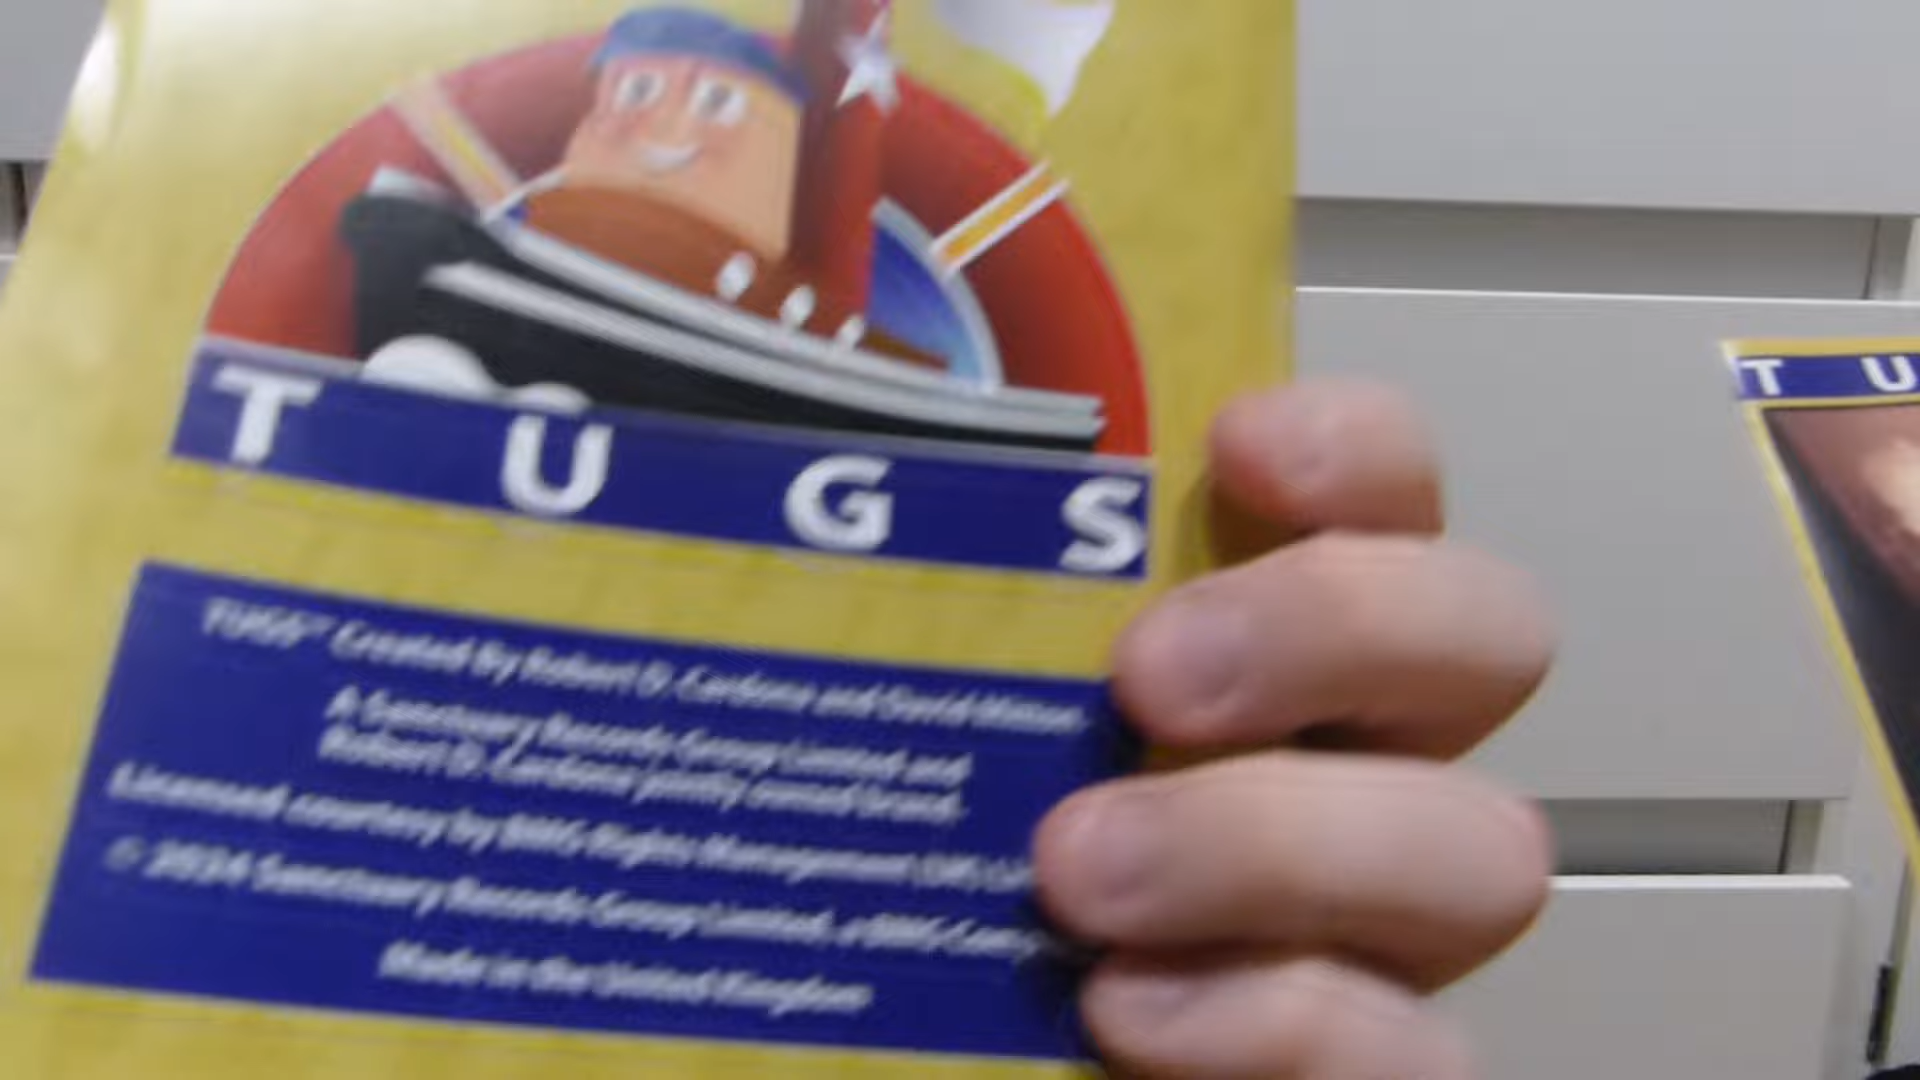 T U G S
TUGS™ Created by Robert D. Cardona and David Mitton.
A Sanctuary Records Group Limited and
Robert D. Cardona jointly owned brand.
Licensed courtesy by BMG Rights Management (UK)
© 2024 Sanctuary Records Group Limited, a BMG Company
Made in the United Kingdom
T U